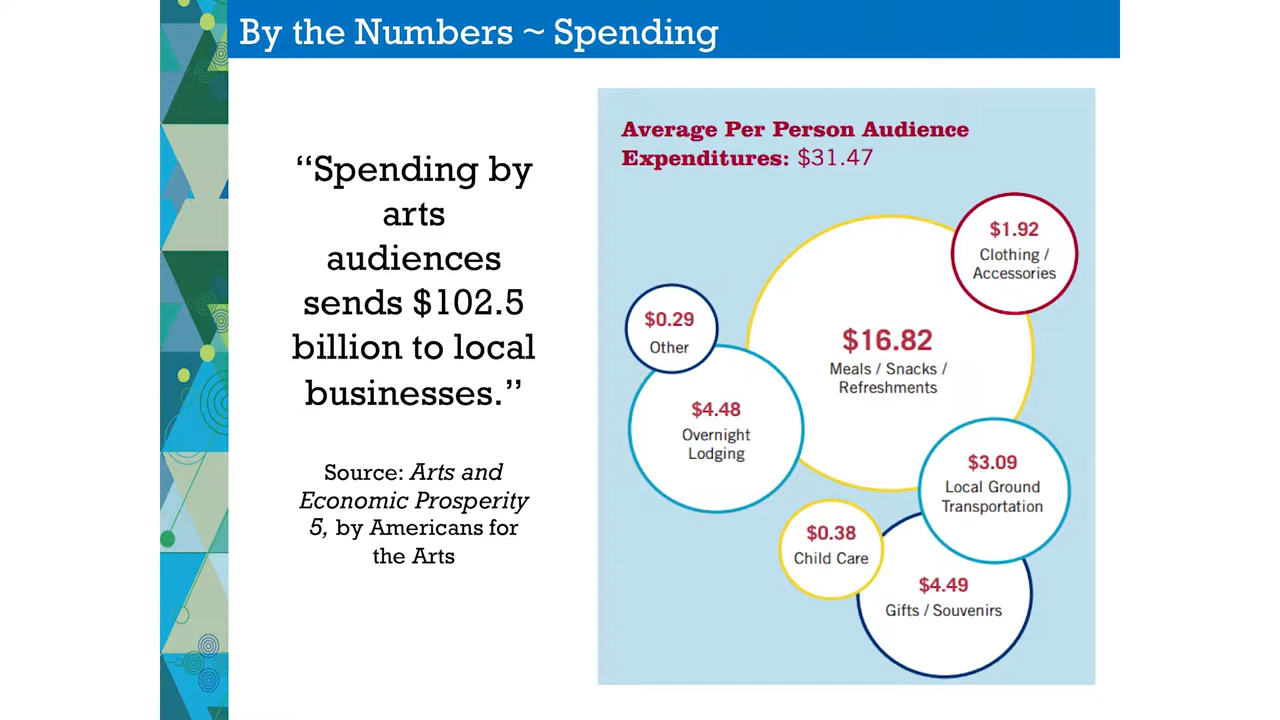 By the Numbers ~ Spending
“Spending by
arts
audiences
sends $102.5
billion to local
businesses.”
Source: Arts and
Economic Prosperity
5, by Americans for
the Arts
Average Per Person Audience
Expenditures: $31.47
$1.92
Clothing /
Accessories
$0.29
Other
$16.82
Meals / Snacks /
Refreshments
$4.48
Overnight
Lodging
$3.09
Local Ground
Transportation
$0.38
Child Care
$4.49
Gifts / Souvenirs